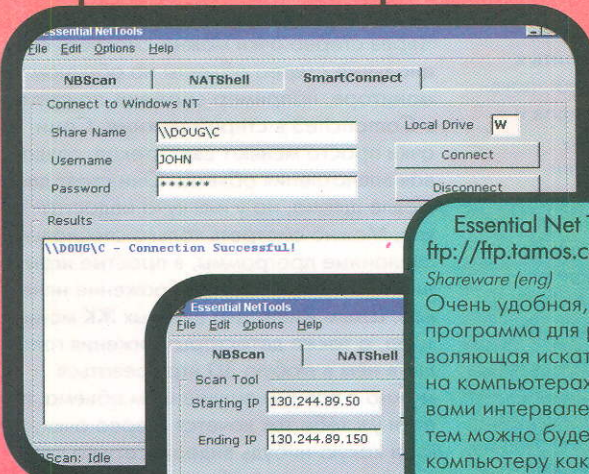 Essential NetTools
File Edit Options Help
NBScan NATShell SmartConnect
Connect to Windows NT
Share Name \\DOUG\C Local Drive W
Username JOHN Connect
Password ****** Disconnect
Results
\\DOUG\C - Connection Successful!
NBScan: Idle
Essential NetTools
File Edit Options Help
NBScan NATShell
Scan Tool
Starting IP 130.244.89.50
Ending IP 130.244.89.150
Essential Net
ftp://ftp.tamos.c
Shareware (eng)
Очень удобная,
программа для
воляющая искат
на компьютерах
вами интервале
тем можно буде
компьютеру как